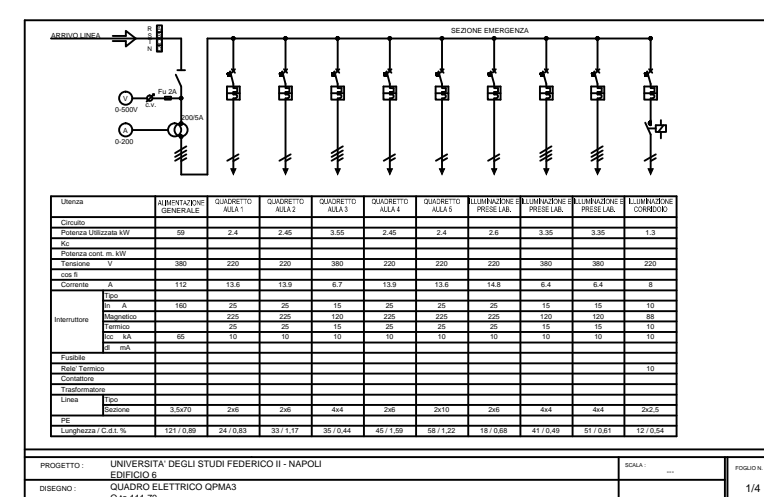 ARRIVO LINEA
R
S
T
N
SEZIONE EMERGENZA
Fu 2A
V
c.v.
0-500V
200/5A
A
0-200
Utenza ALIMENTAZIONE GENERALE QUADRETTO AULA 1 QUADRETTO AULA 2 QUADRETTO AULA 3 QUADRETTO AULA 4 QUADRETTO AULA 5 ILLUMINAZIONE E PRESE LAB. ILLUMINAZIONE E PRESE LAB. ILLUMINAZIONE E PRESE LAB. ILLUMINAZIONE CORRIDOIO
Circuito
Potenza Utilizzata kW 59 2.4 2.45 3.55 2.45 2.4 2.6 3.35 3.35 1.3
Kc
Potenza cont. m. kW
Tensione V 380 220 220 380 220 220 220 380 380 220
cos fi
Corrente A 112 13.6 13.9 6.7 13.9 13.6 14.8 6.4 6.4 8
Interruttore
Tipo
In A 160 25 25 15 25 25 25 15 15 10
Magnetico 225 225 120 225 225 225 120 120 88
Termico 25 25 15 25 25 25 15 15 10
Icc kA 65 10 10 10 10 10 10 10 10 10
dI mA
Fusibile
Rele' Termico 10
Contattore
Trasformatore
Linea Tipo
Sezione 3,5x70 2x6 2x6 4x4 2x6 2x10 2x6 4x4 4x4 2x2,5
PE
Lunghezza / C.d.t. % 121 / 0,89 24 / 0,83 33 / 1,17 35 / 0,44 45 / 1,59 58 / 1,22 18 / 0,68 41 / 0,49 51 / 0,61 12 / 0,54
PROGETTO : UNIVERSITA' DEGLI STUDI FEDERICO II - NAPOLI
EDIFICIO 6
SCALA : ---
FOGLIO N.
DISEGNO : QUADRO ELETTRICO QPMA3
1/4